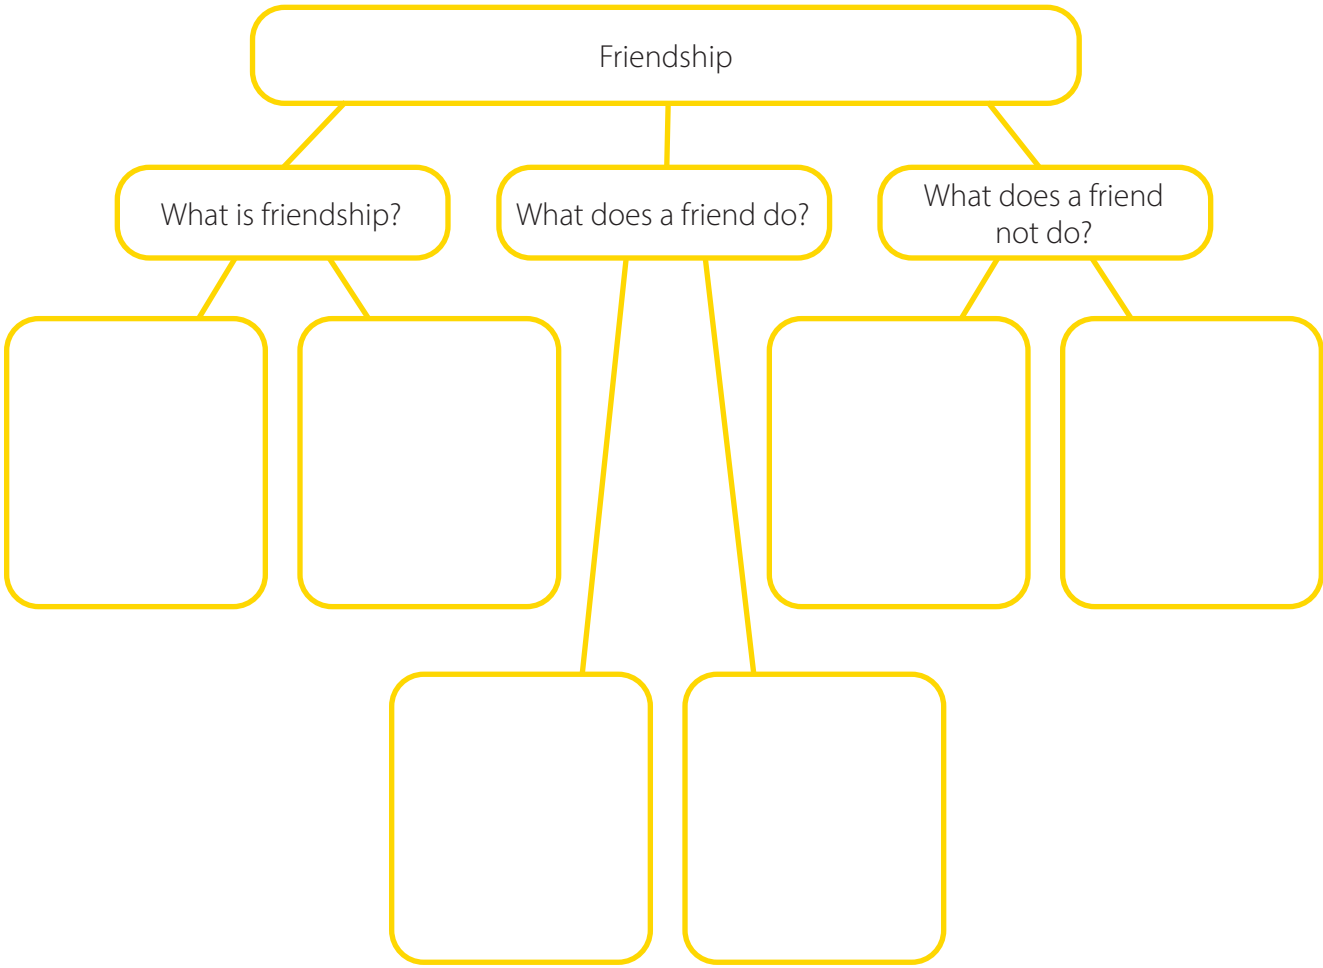 Friendship
What is friendship?
What does a friend do?
What does a friend
not do?